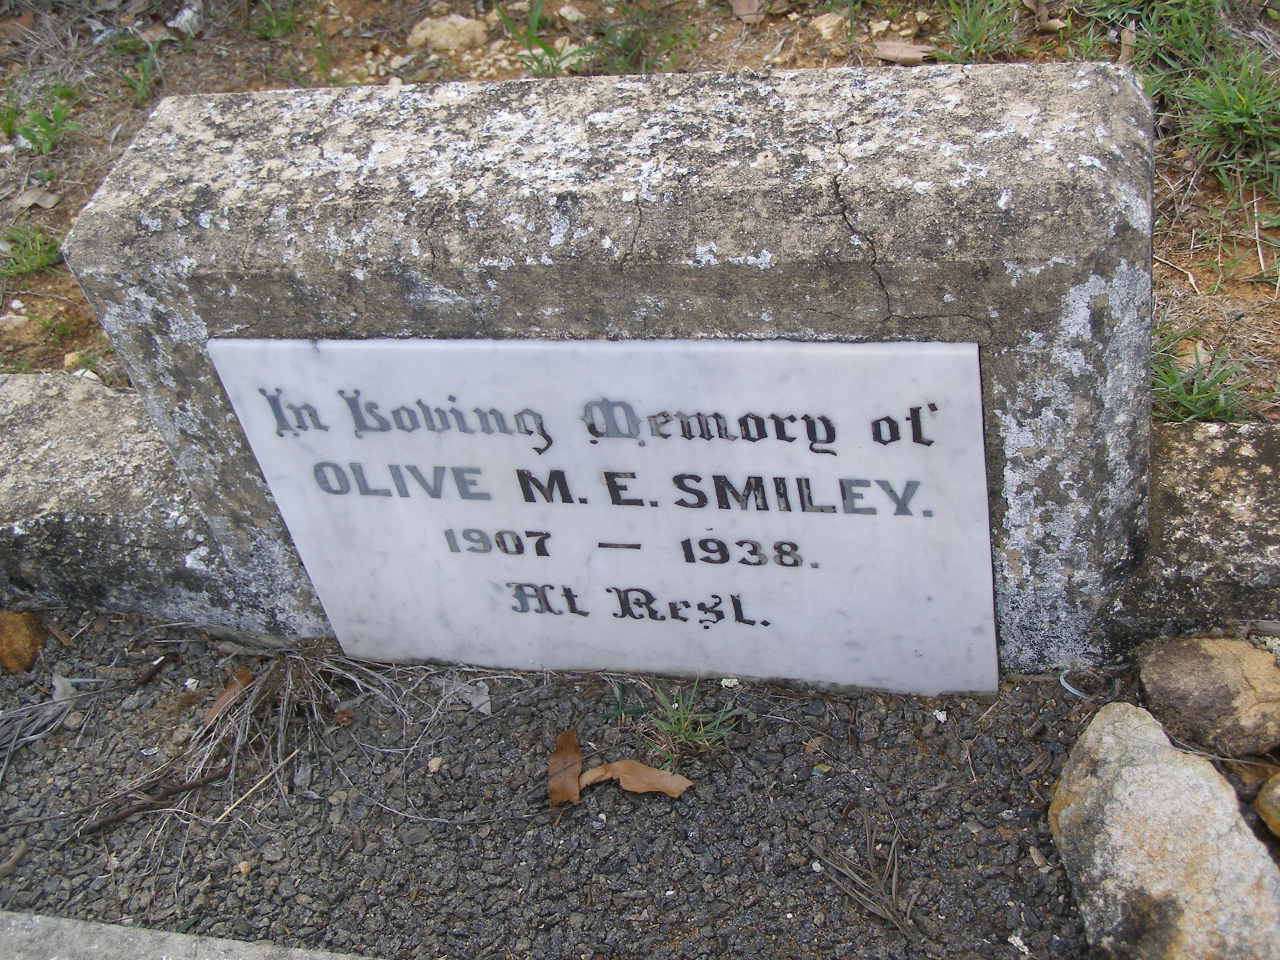 In Loving Memory of
OLIVE M. E. SMILEY.
1907 — 1938.
At Rest.